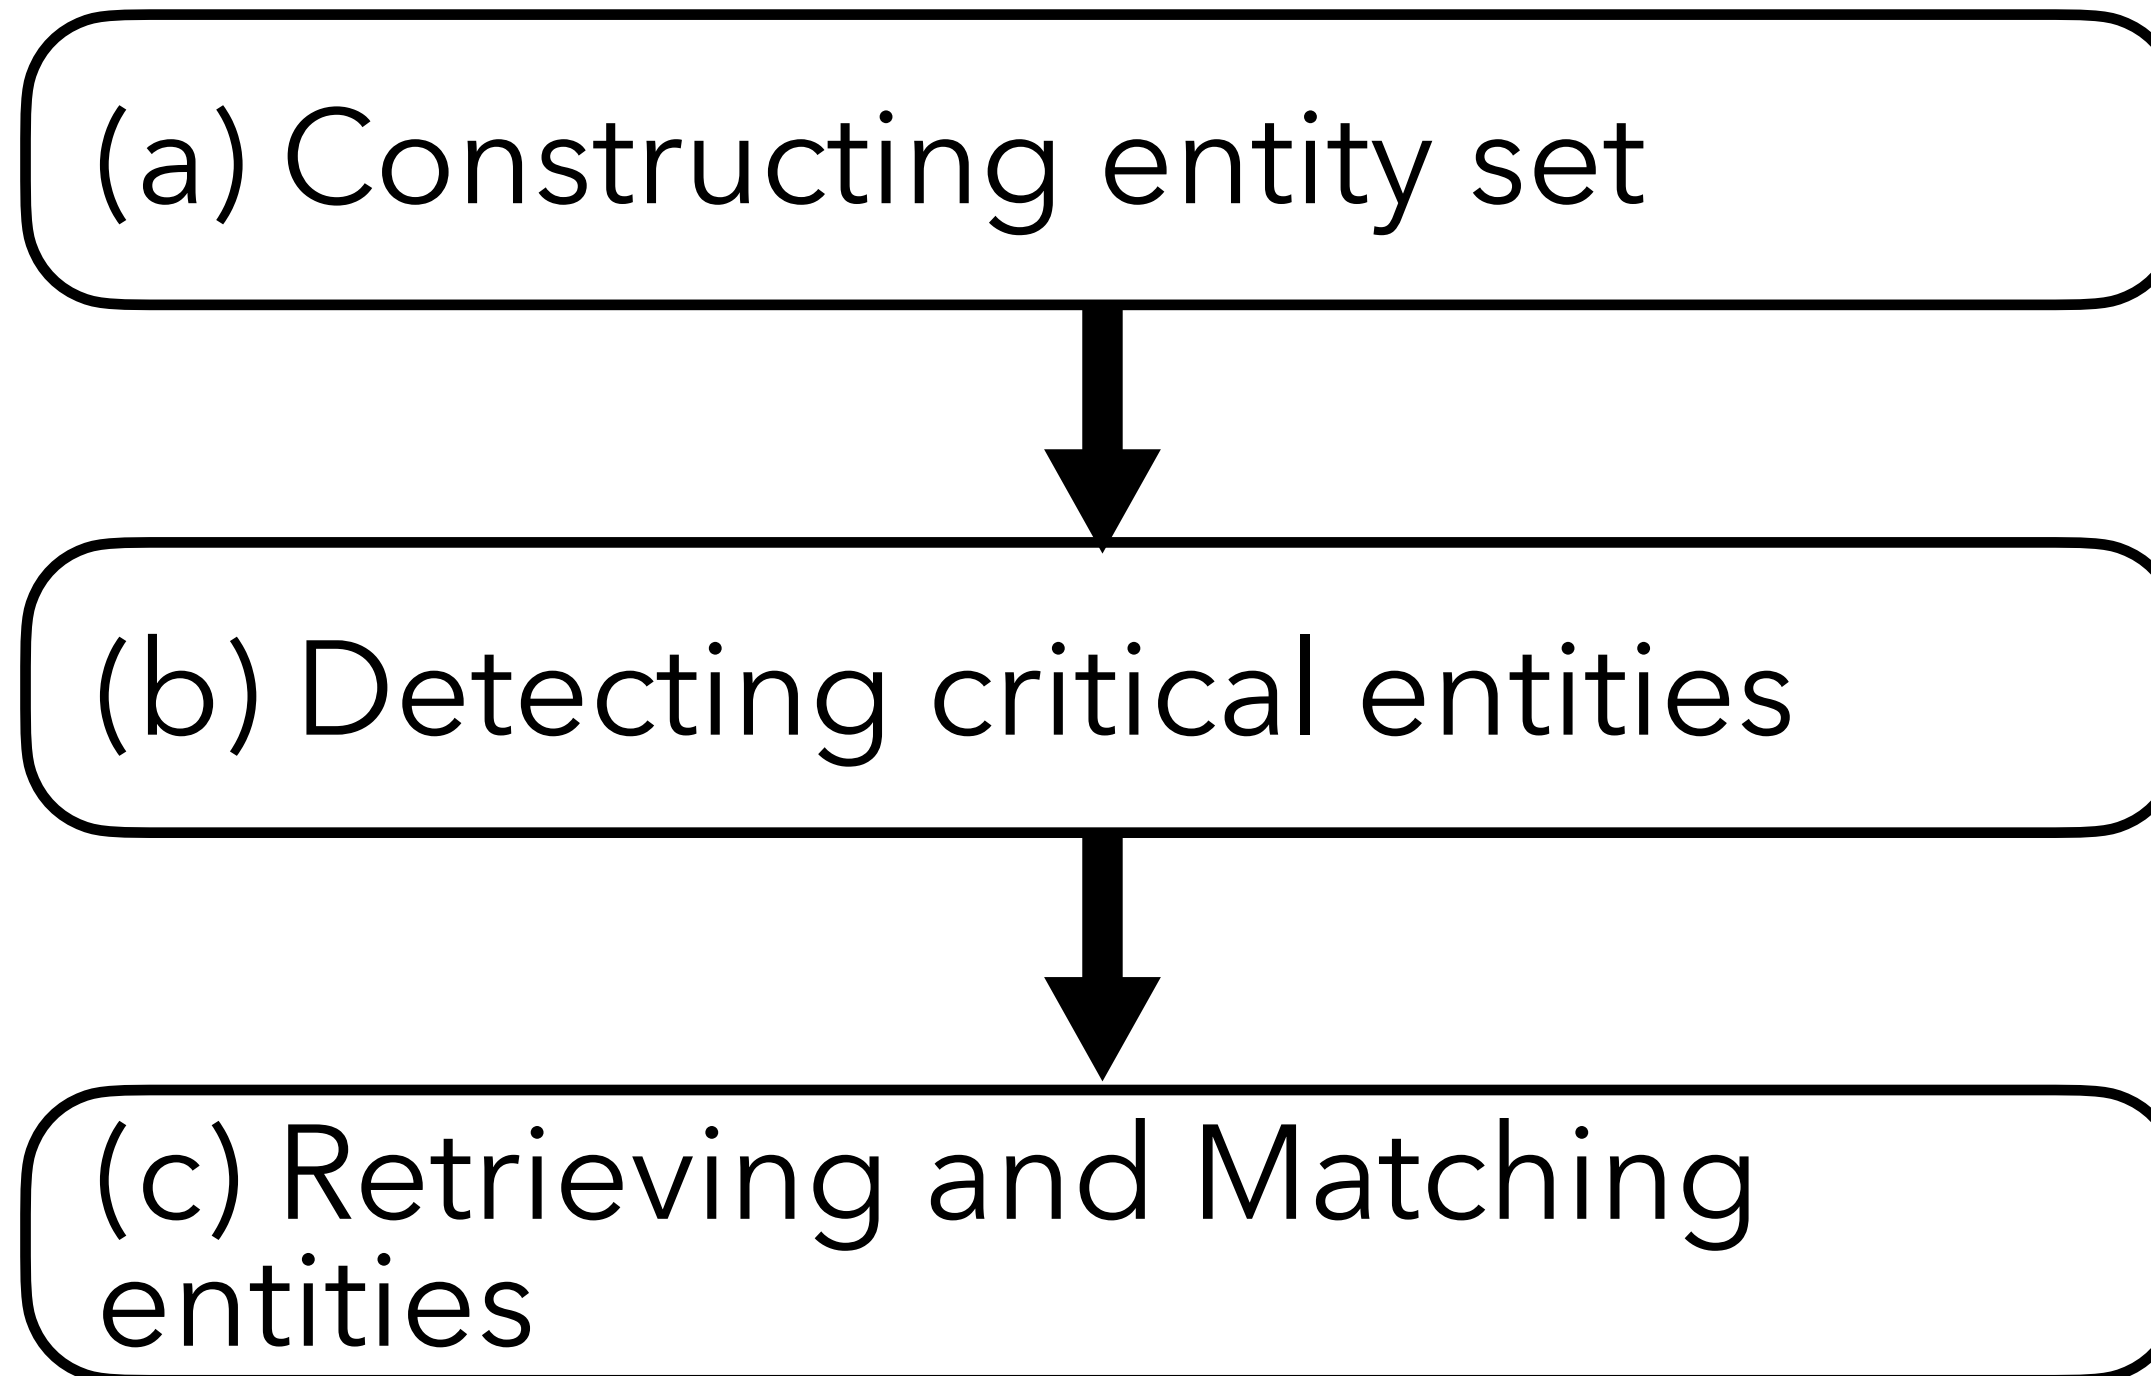 (a) Constructing entity set
(b) Detecting critical entities
(c) Retrieving and Matching
entities